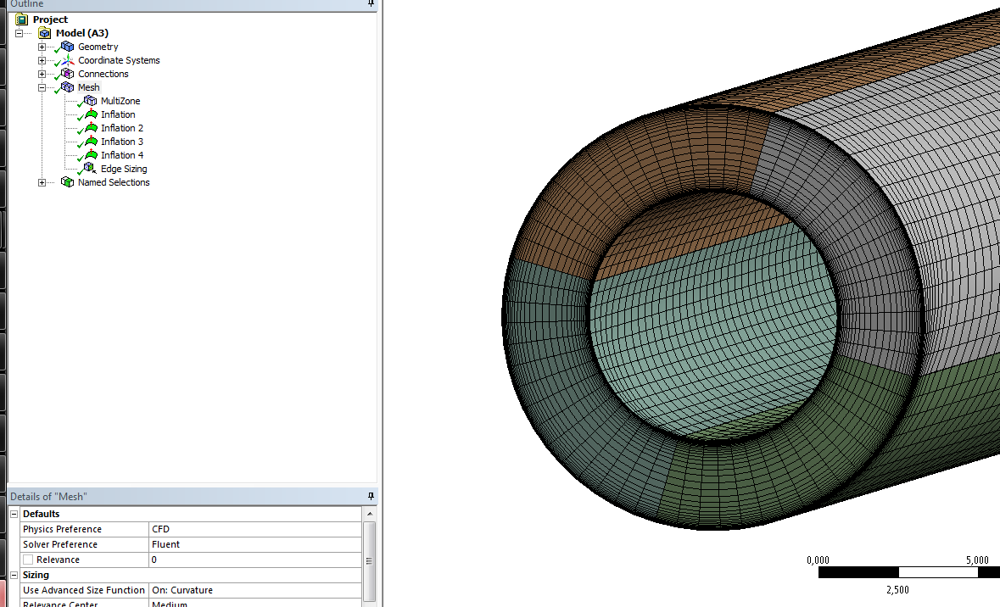 Outline
Project
Model (A3)
Geometry
Coordinate Systems
Connections
Mesh
MultiZone
Inflation
Inflation 2
Inflation 3
Inflation 4
Edge Sizing
Named Selections
Details of "Mesh"
Defaults
Physics Preference CFD
Solver Preference Fluent
Relevance 0
Sizing
Use Advanced Size Function On: Curvature
Relevance Center Medium
0,000 5,000
2,500